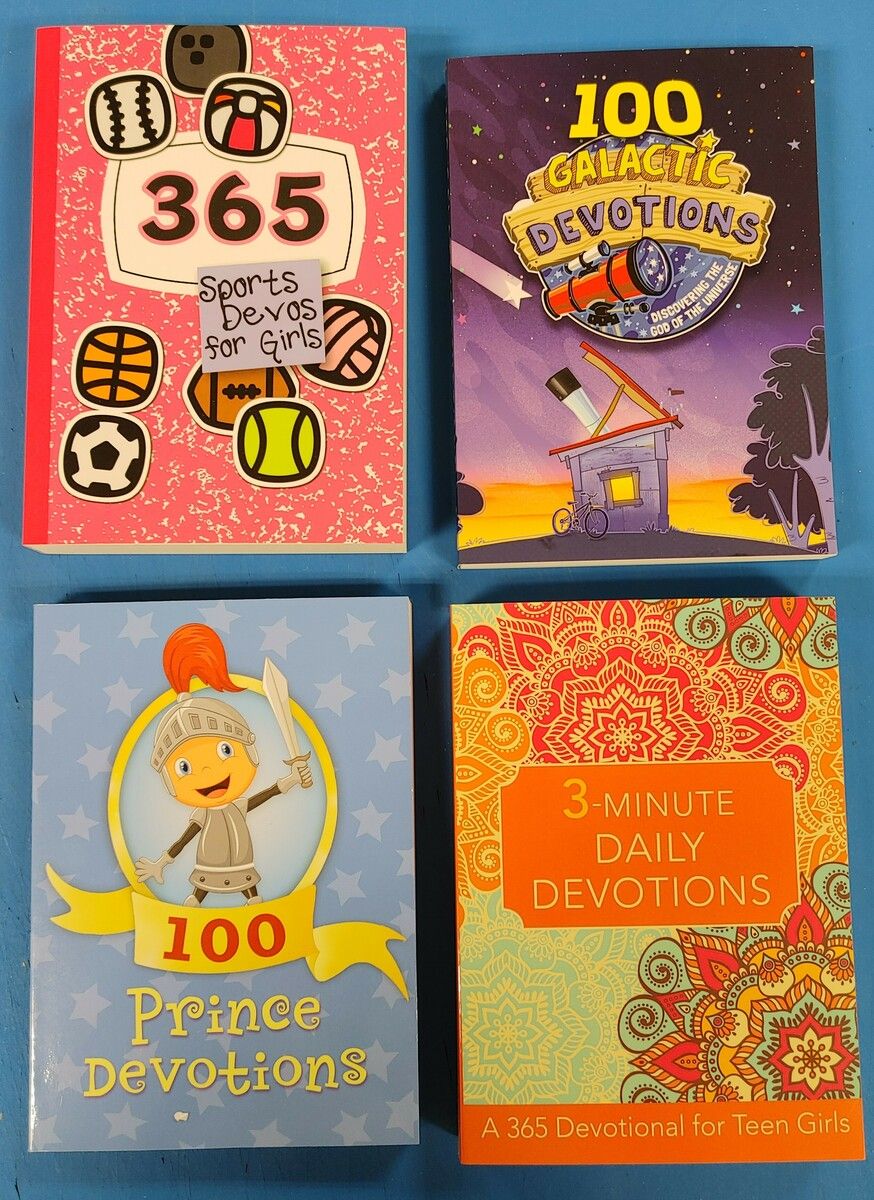 365
Sports
Devos
for Girls
100
GALACTIC
DEVOTIONS
DISCOVERING THE
GOD OF THE UNIVERSE
100
Prince
Devotions
3-MINUTE
DAILY
DEVOTIONS
A 365 Devotional for Teen Girls